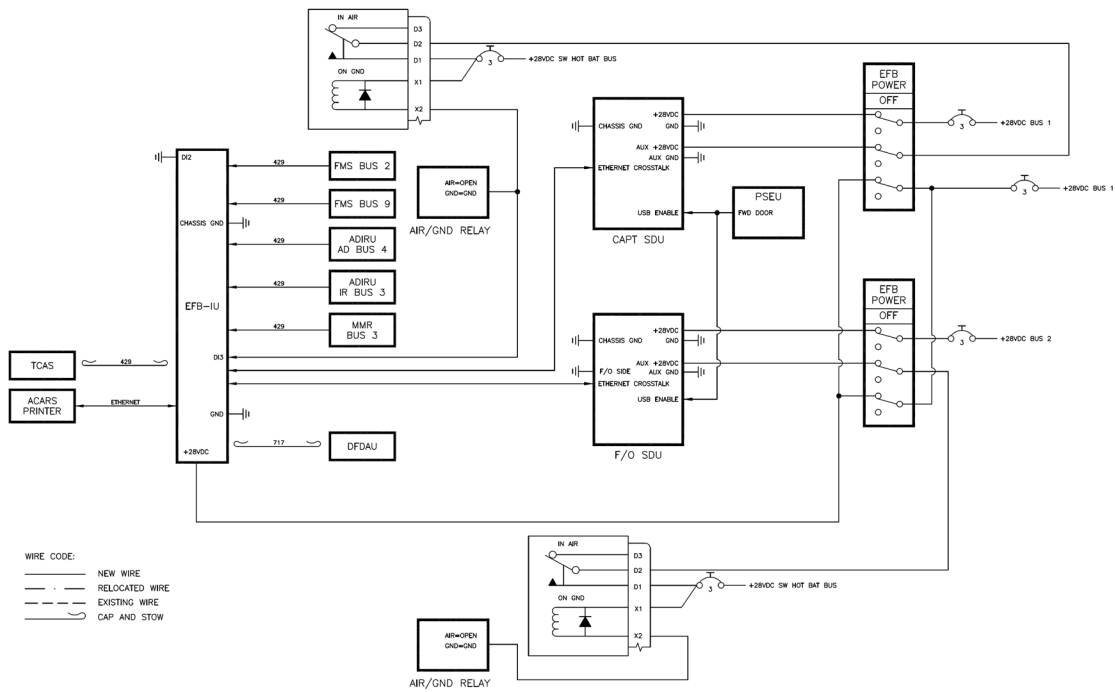 IN AIR
D3
D2
D1
ON GND
X1
X2
3
+28VDC SW HOT BAT BUS
EFB
POWER
OFF
3
+28VDC BUS 1
3
+28VDC BUS 1
+28VDC
CHASSIS GND
GND
AUX +28VDC
AUX GND
ETHERNET CROSSTALK
USB ENABLE
CAPT SDU
PSEU
FWD DOOR
DI2
CHASSIS GND
EFB-IU
DI3
GND
+28VDC
429
FMS BUS 2
429
FMS BUS 9
429
ADIRU
AD BUS 4
429
ADIRU
IR BUS 3
429
MMR
BUS 3
AIR=OPEN
GND=GND
AIR/GND RELAY
TCAS
429
ACARS
PRINTER
ETHERNET
717
DFDAU
+28VDC
CHASSIS GND
GND
AUX +28VDC
F/O SIDE
AUX GND
ETHERNET CROSSTALK
USB ENABLE
F/O SDU
EFB
POWER
OFF
3
+28VDC BUS 2
WIRE CODE:
NEW WIRE
RELOCATED WIRE
EXISTING WIRE
CAP AND STOW
IN AIR
D3
D2
D1
ON GND
X1
X2
3
+28VDC SW HOT BAT BUS
AIR=OPEN
GND=GND
AIR/GND RELAY